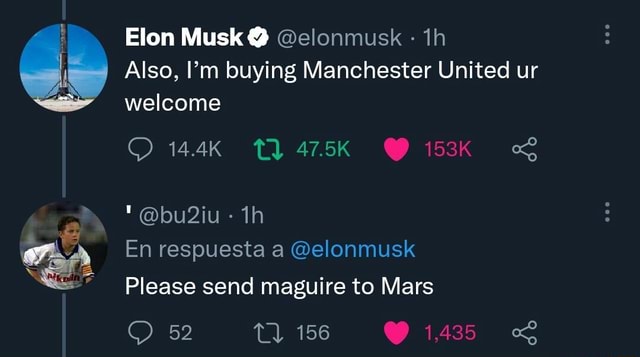 Elon Musk @elonmusk · 1h
Also, I'm buying Manchester United ur
welcome
14.4K 47.5K 153K
' @bu2iu · 1h
En respuesta a @elonmusk
Please send maguire to Mars
52 156 1,435